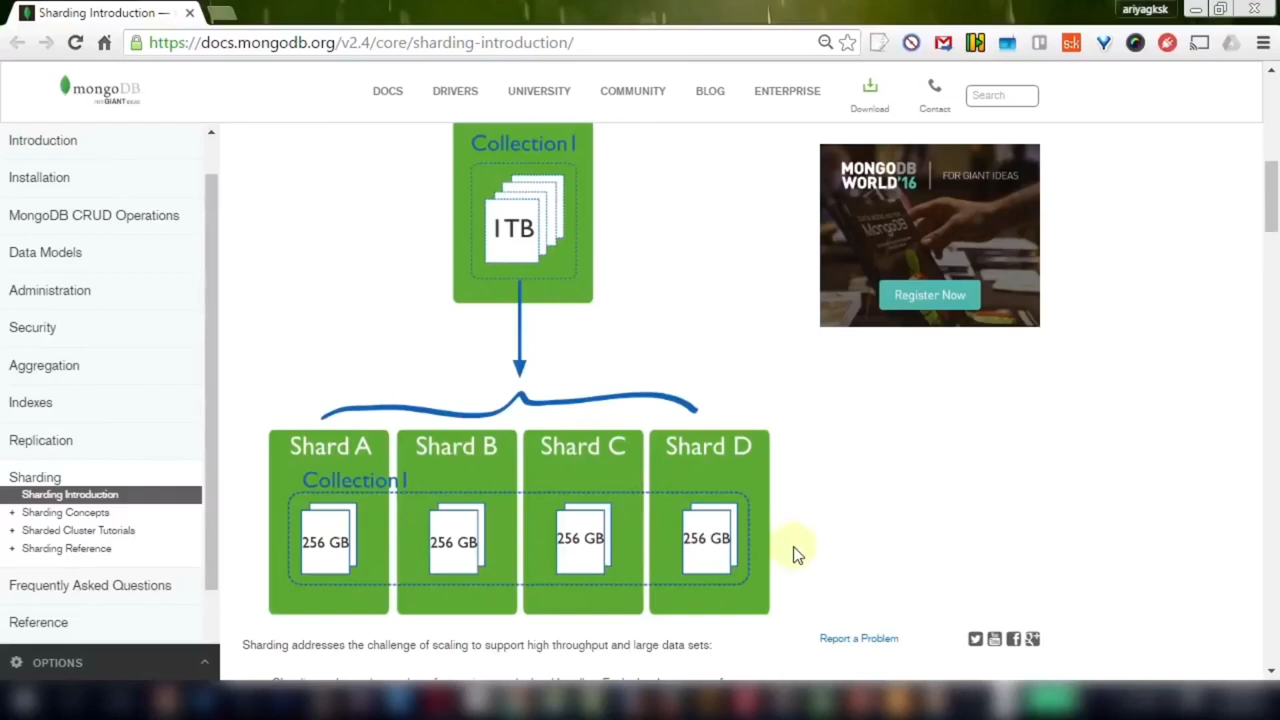 Sharding Introduction —
ariyagksk
https://docs.mongodb.org/v2.4/core/sharding-introduction/
mongoDB
FOR GIANT IDEAS
DOCS
DRIVERS
UNIVERSITY
COMMUNITY
BLOG
ENTERPRISE
Download
Contact
Search
Introduction
Installation
MongoDB CRUD Operations
Data Models
Administration
Security
Aggregation
Indexes
Replication
Sharding
Sharding Introduction
+ Sharding Concepts
+ Sharded Cluster Tutorials
+ Sharding Reference
Frequently Asked Questions
Reference
OPTIONS
Collection1
1TB
Shard A
Shard B
Shard C
Shard D
Collection1
256 GB
256 GB
256 GB
256 GB
Sharding addresses the challenge of scaling to support high throughput and large data sets:
MONGODB
WORLD'16
FOR GIANT IDEAS
MongoDB
Register Now
Report a Problem
s:k